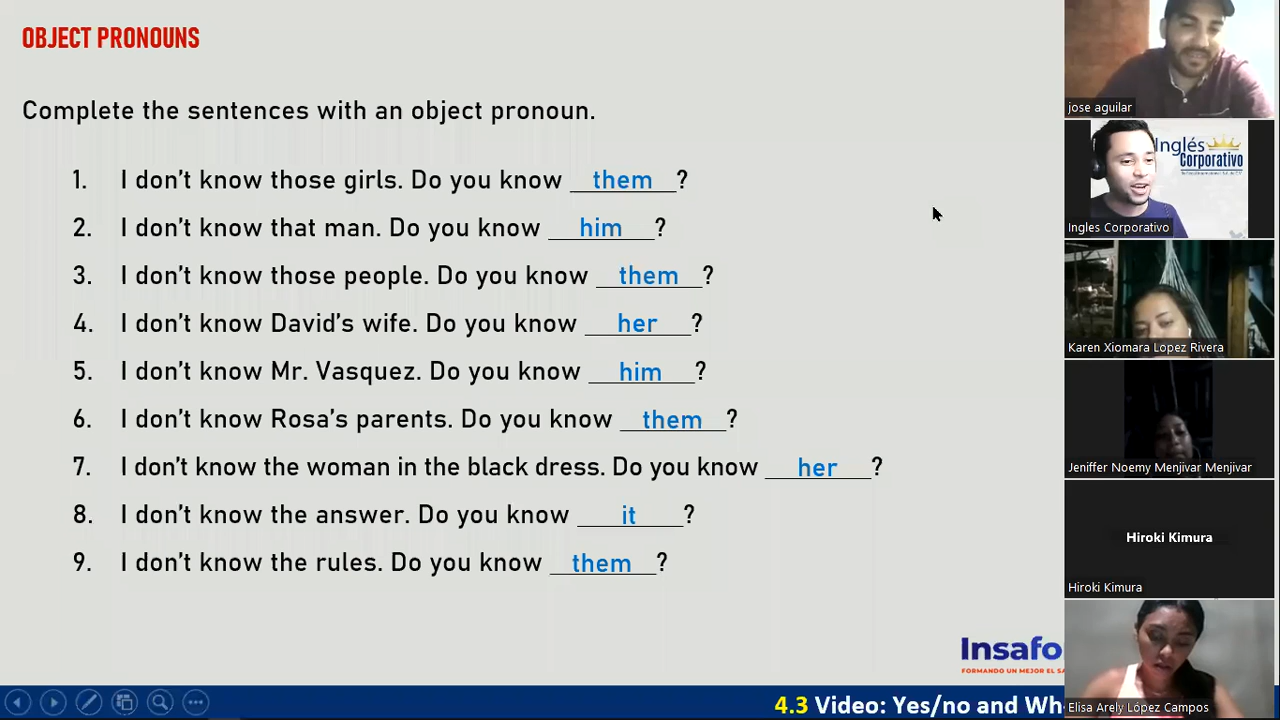 OBJECT PRONOUNS
Complete the sentences with an object pronoun.
1. I don't know those girls. Do you know them?
2. I don't know that man. Do you know him?
3. I don't know those people. Do you know them?
4. I don't know David's wife. Do you know her?
5. I don't know Mr. Vasquez. Do you know him?
6. I don't know Rosa's parents. Do you know them?
7. I don't know the woman in the black dress. Do you know her?
8. I don't know the answer. Do you know it?
9. I don't know the rules. Do you know them?
Insafo
FORMANDO UN MEJOR EL SA
4.3 Video: Yes/no and Wh
jose aguilar
Inglés
Corporativo
Ingles Corporativo
Karen Xiomara Lopez Rivera
Jeniffer Noemy Menjivar Menjivar
Hiroki Kimura
Hiroki Kimura
Elisa Arely López Campos